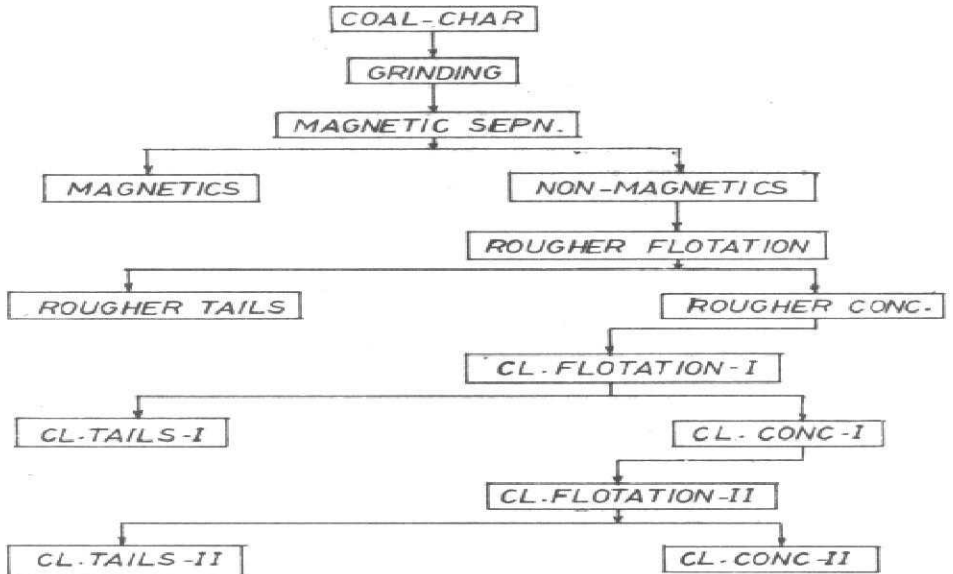 COAL-CHAR
GRINDING
MAGNETIC SEPN.
MAGNETICS
NON-MAGNETICS
ROUGHER FLOTATION
ROUGHER TAILS
ROUGHER CONC.
CL.FLOTATION-I
CL-TAILS-I
CL. CONC-I
CL.FLOTATION-II
CL.TAILS-II
CL.CONC-II